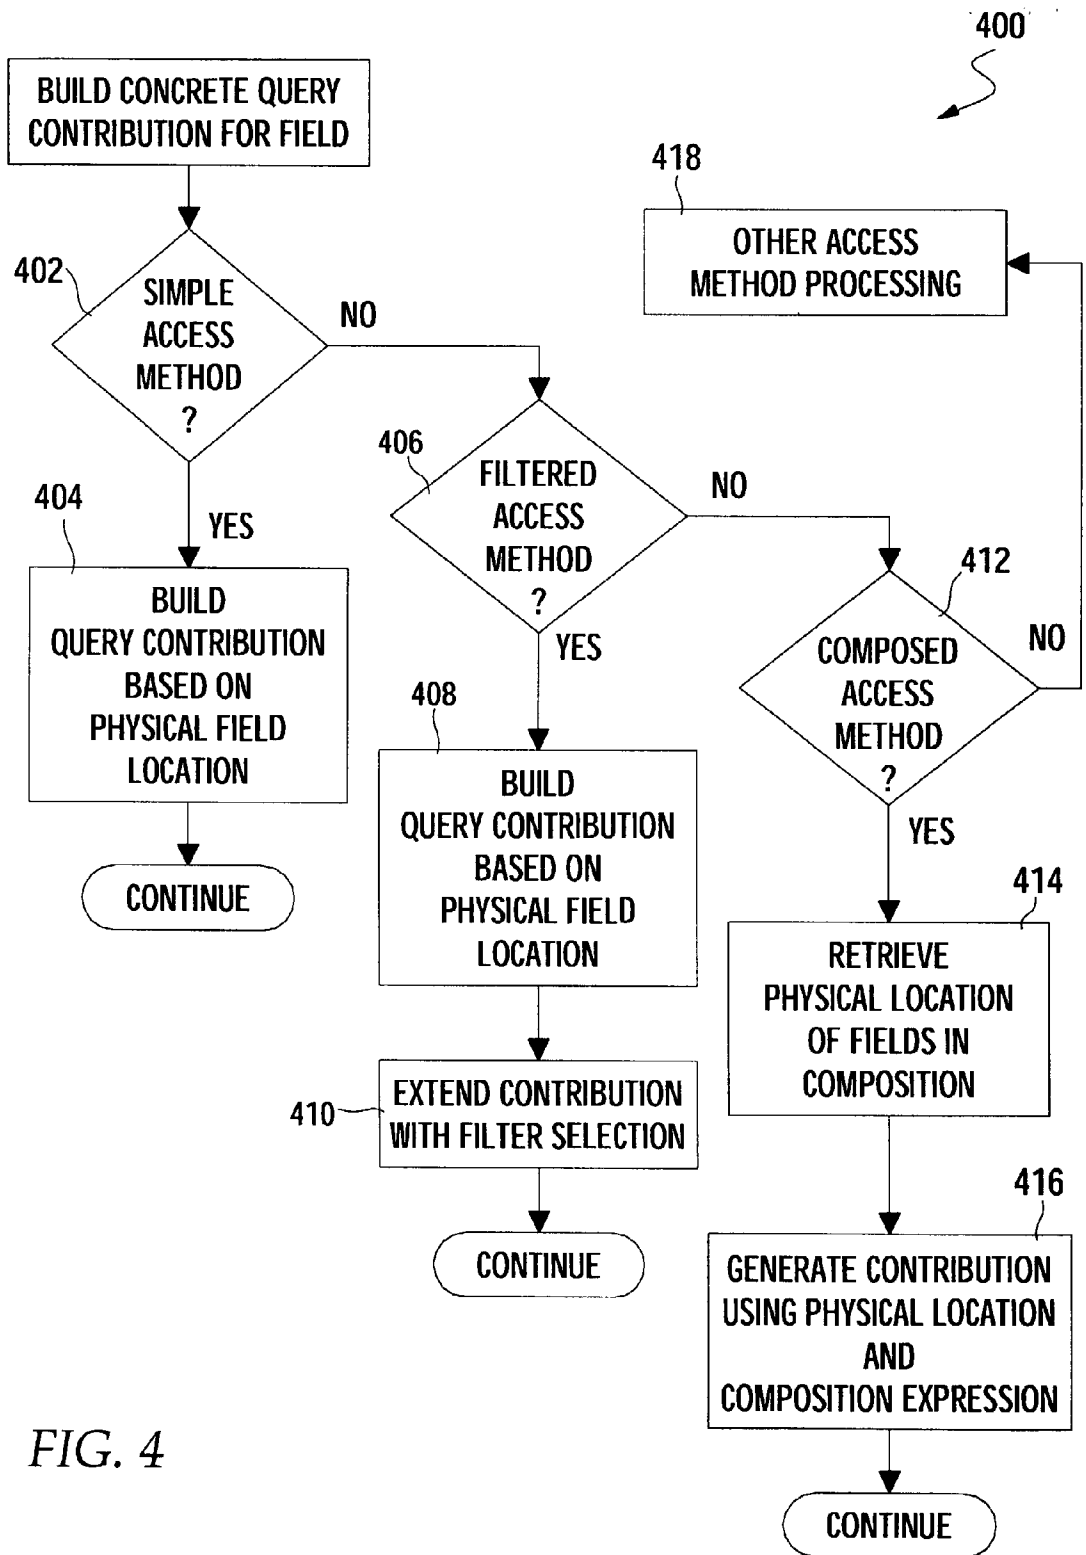 400
BUILD CONCRETE QUERY
CONTRIBUTION FOR FIELD
418
OTHER ACCESS
METHOD PROCESSING
402
SIMPLE
ACCESS
METHOD
?
NO
YES
404
BUILD
QUERY CONTRIBUTION
BASED ON
PHYSICAL FIELD
LOCATION
CONTINUE
406
FILTERED
ACCESS
METHOD
?
NO
YES
408
BUILD
QUERY CONTRIBUTION
BASED ON
PHYSICAL FIELD
LOCATION
410
EXTEND CONTRIBUTION
WITH FILTER SELECTION
CONTINUE
412
COMPOSED
ACCESS
METHOD
?
NO
YES
414
RETRIEVE
PHYSICAL LOCATION
OF FIELDS IN
COMPOSITION
416
GENERATE CONTRIBUTION
USING PHYSICAL LOCATION
AND
COMPOSITION EXPRESSION
CONTINUE
FIG. 4